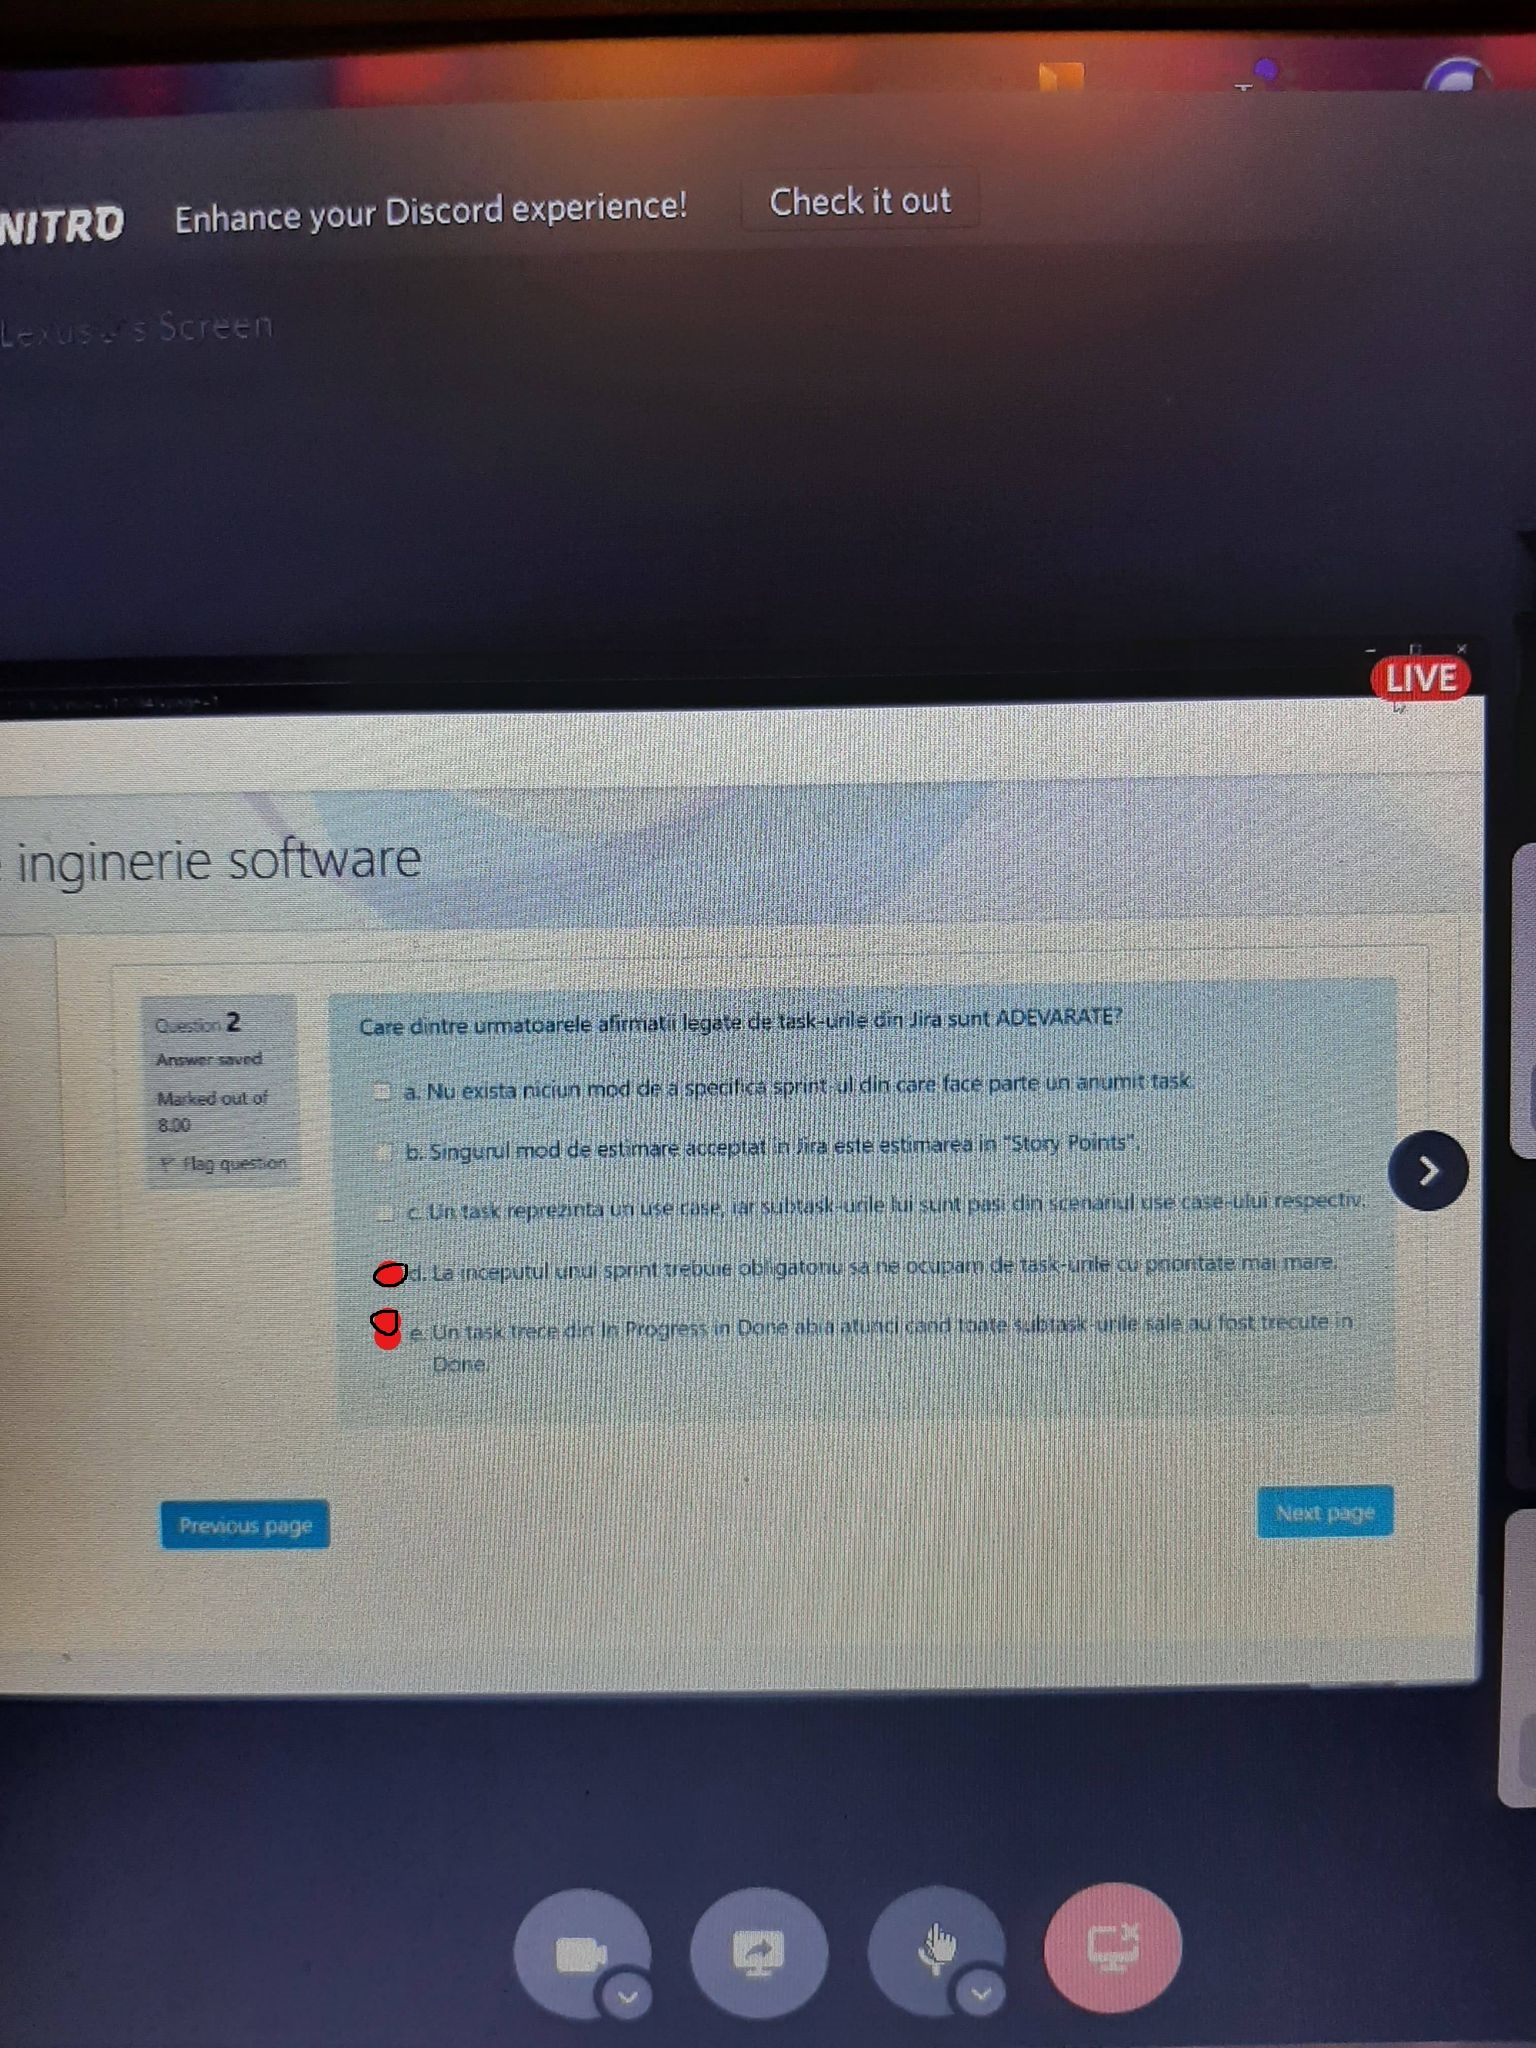 NITRO Enhance your Discord experience! Check it out
Screen
LIVE
inginerie software
Question 2
Answer saved
Marked out of
8.00
Flag question
Care dintre urmatoarele afirmatii legate de task-urile din Jira sunt ADEVARATE?
a. Nu exista niciun mod de a specifica sprint-ul din care face parte un anumit task.
b. Singurul mod de estimare acceptat in Jira este estimarea in "Story Points".
c. Un task reprezinta un use case, iar subtask-urile lui sunt pasi din scenariul use case-ului respectiv.
d. La inceputul unui sprint trebuie obligatoriu sa ne ocupam de task-urile cu prioritate mai mare.
e. Un task trece din In Progress in Done abia atunci cand toate subtask-urile sale au fost trecute in
Done.
Previous page
Next page